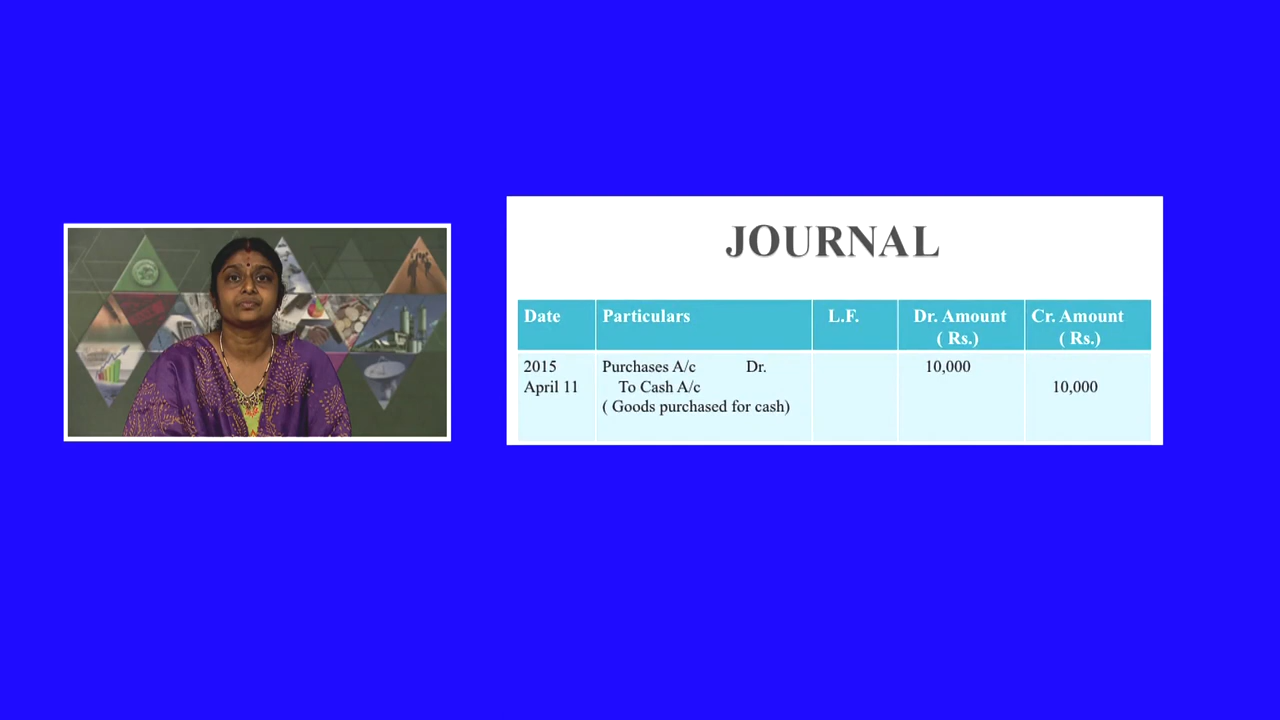 JOURNAL
Date Particulars L.F. Dr. Amount Cr. Amount
( Rs.) ( Rs.)
2015 Purchases A/c Dr. 10,000
April 11 To Cash A/c 10,000
( Goods purchased for cash)